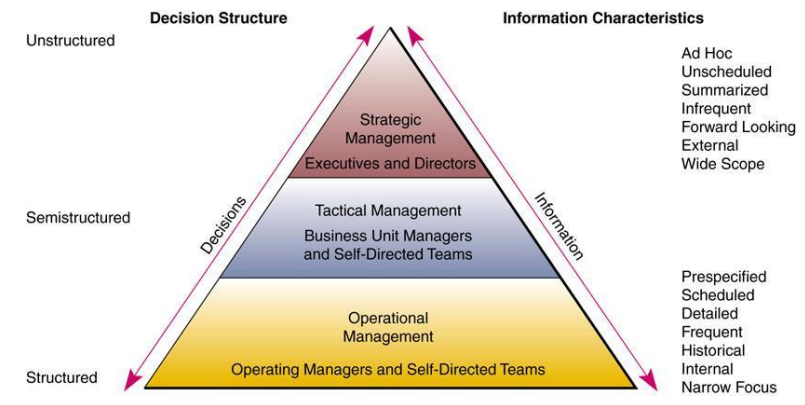 Decision Structure
Information Characteristics
Unstructured
Semistructured
Structured
Decisions
Strategic
Management
Executives and Directors
Tactical Management
Business Unit Managers
and Self-Directed Teams
Operational
Management
Operating Managers and Self-Directed Teams
Information
Ad Hoc
Unscheduled
Summarized
Infrequent
Forward Looking
External
Wide Scope
Prespecified
Scheduled
Detailed
Frequent
Historical
Internal
Narrow Focus